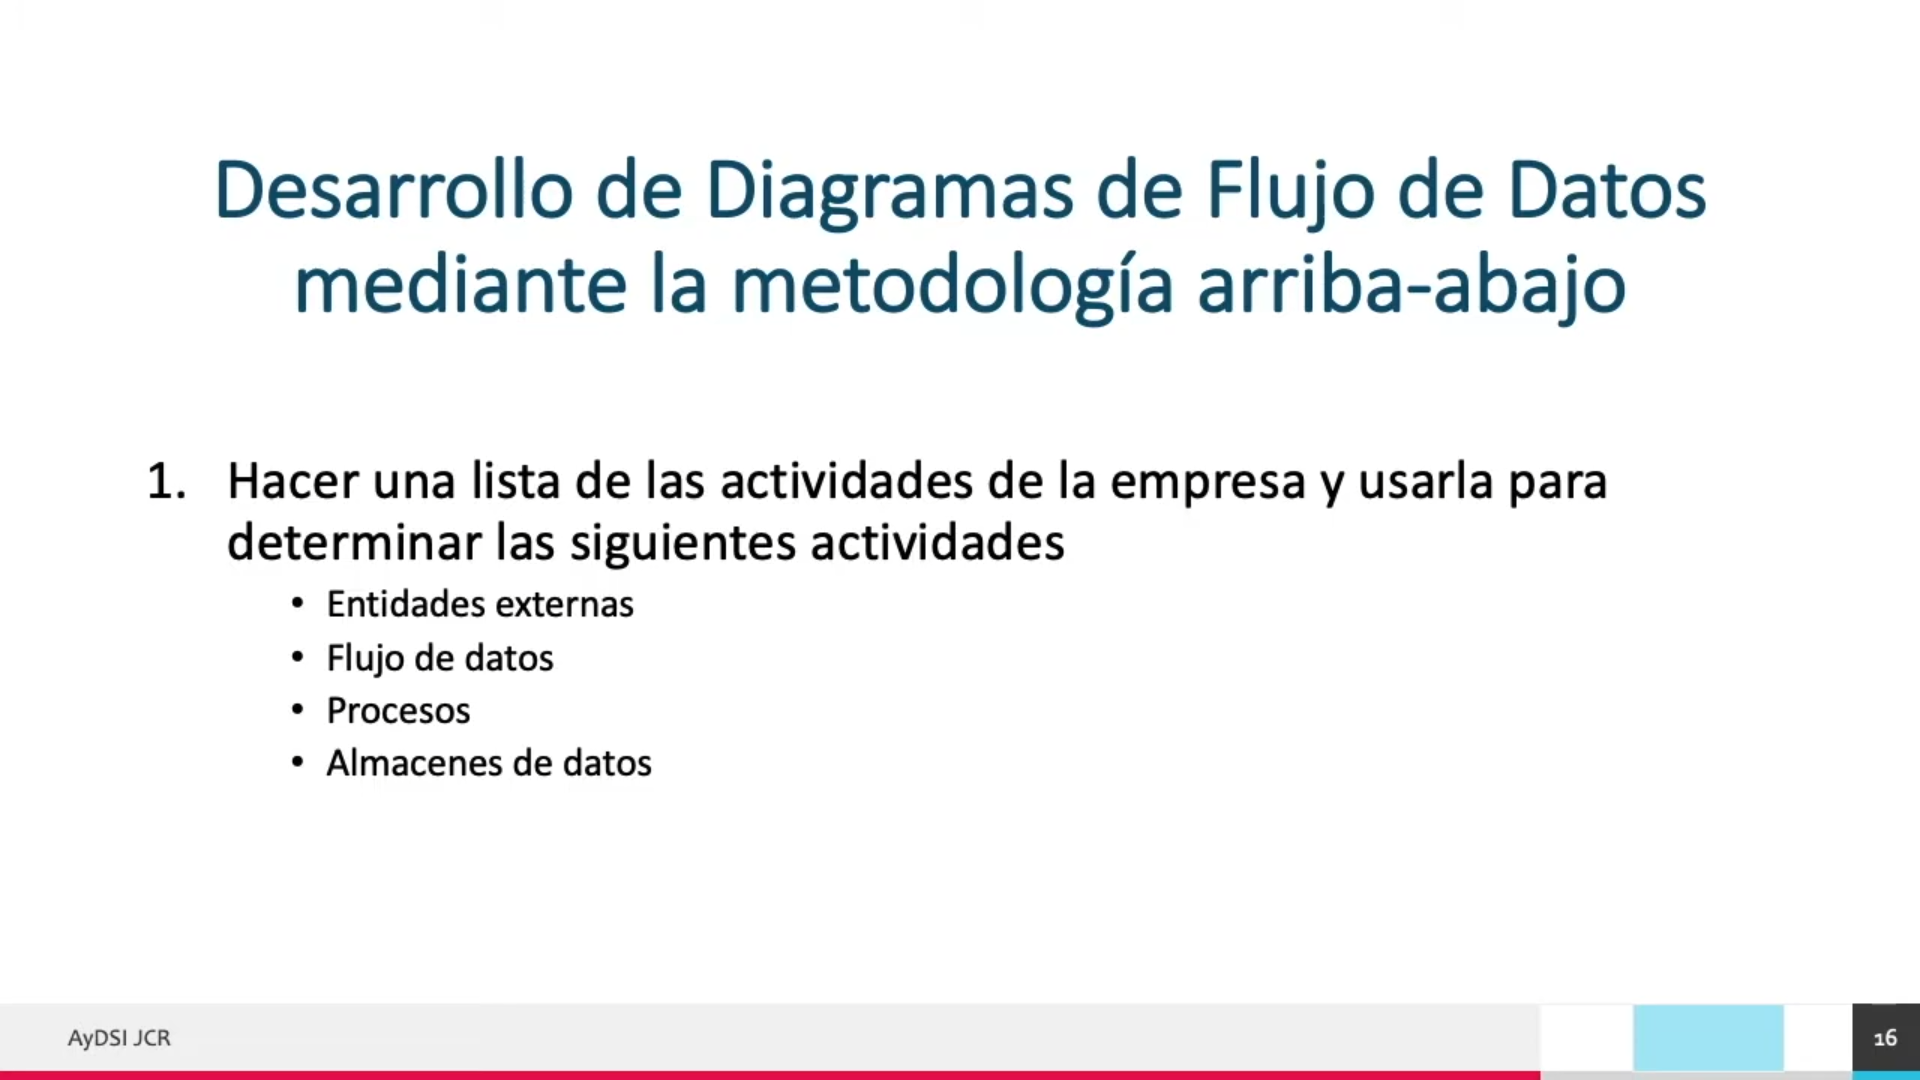 Desarrollo de Diagramas de Flujo de Datos
mediante la metodología arriba-abajo
1. Hacer una lista de las actividades de la empresa y usarla para
determinar las siguientes actividades
• Entidades externas
• Flujo de datos
• Procesos
• Almacenes de datos
AyDSI JCR
16